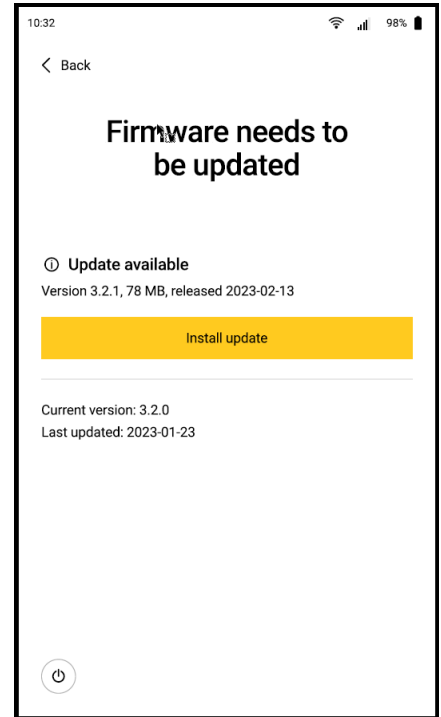 10:32
98%
Back
Firmware needs to
be updated
Update available
Version 3.2.1, 78 MB, released 2023-02-13
Install update
Current version: 3.2.0
Last updated: 2023-01-23